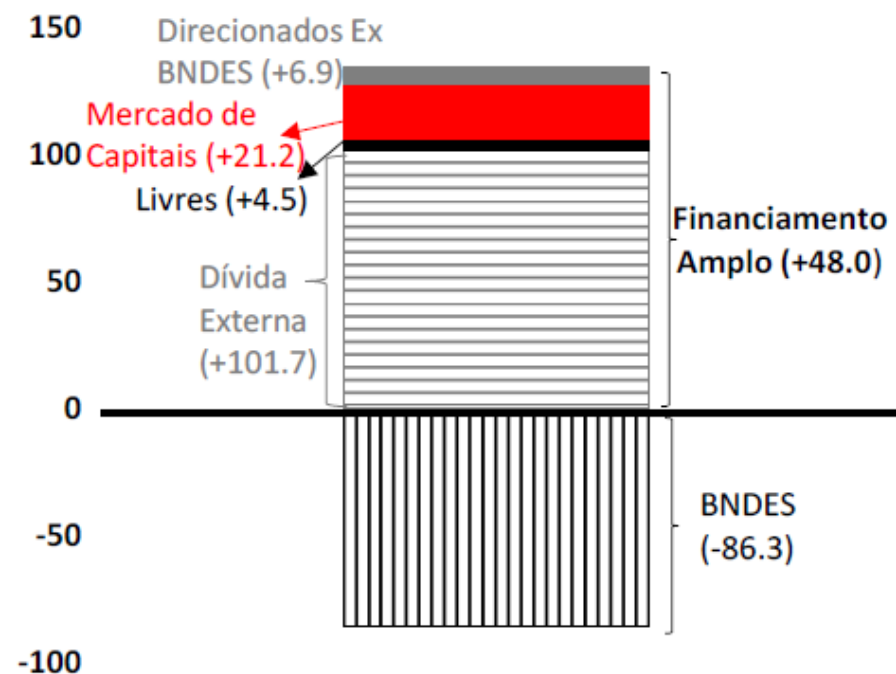 150
100
50
0
-50
-100
Direcionados Ex
BNDES (+6.9)
Mercado de
Capitais (+21.2)
Livres (+4.5)
Dívida
Externa
(+101.7)
Financiamento
Amplo (+48.0)
BNDES
(-86.3)